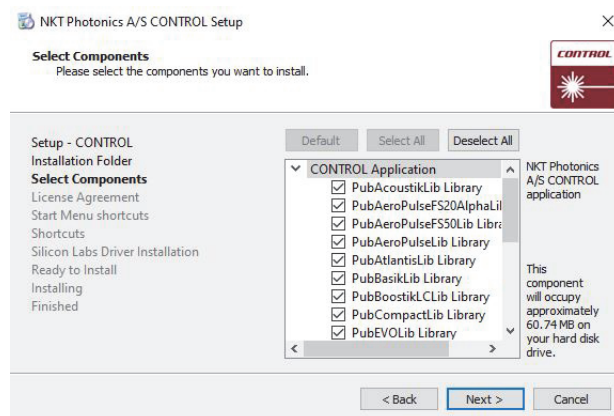 NKT Photonics A/S CONTROL Setup
Select Components
Please select the components you want to install.
CONTROL
Setup - CONTROL
Installation Folder
Select Components
License Agreement
Start Menu shortcuts
Shortcuts
Silicon Labs Driver Installation
Ready to Install
Installing
Finished
Default Select All Deselect All
CONTROL Application
PubAcoustikLib Library
PubAeroPulseFS20AlphaLil
PubAeroPulseFS50Lib Libra
PubAeroPulseLib Library
PubAtlantisLib Library
PubBasikLib Library
PubBoostikLCLib Library
PubCompactLib Library
PubEVOLib Library
NKT Photonics
A/S CONTROL
application
This
component
will occupy
approximately
60.74 MB on
your hard disk
drive.
< Back Next > Cancel